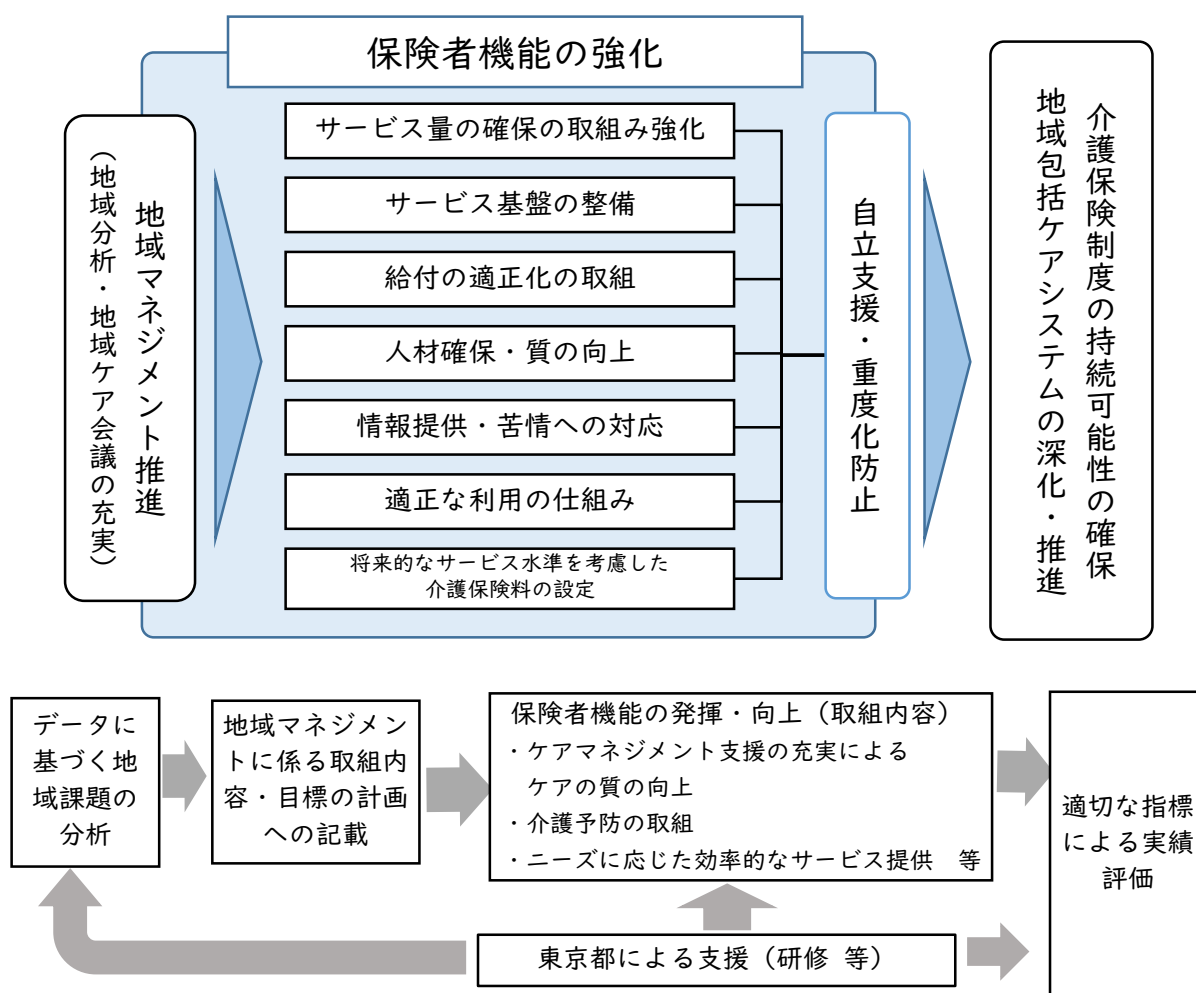 保険者機能の強化
地域マネジメント推進
（地域分析・地域ケア会議の充実）
サービス量の確保の取組み強化
サービス基盤の整備
給付の適正化の取組
人材確保・質の向上
情報提供・苦情への対応
適正な利用の仕組み
将来的なサービス水準を考慮した
介護保険料の設定
自立支援・重度化防止
介護保険制度の持続可能性の確保
地域包括ケアシステムの深化・推進
データに
基づく地
域課題の
分析
地域マネジメン
トに係る取組内
容・目標の計画
への記載
保険者機能の発揮・向上（取組内容）
・ケアマネジメント支援の充実による
ケアの質の向上
・介護予防の取組
・ニーズに応じた効率的なサービス提供　等
適切な指標
による実績
評価
東京都による支援（研修 等）